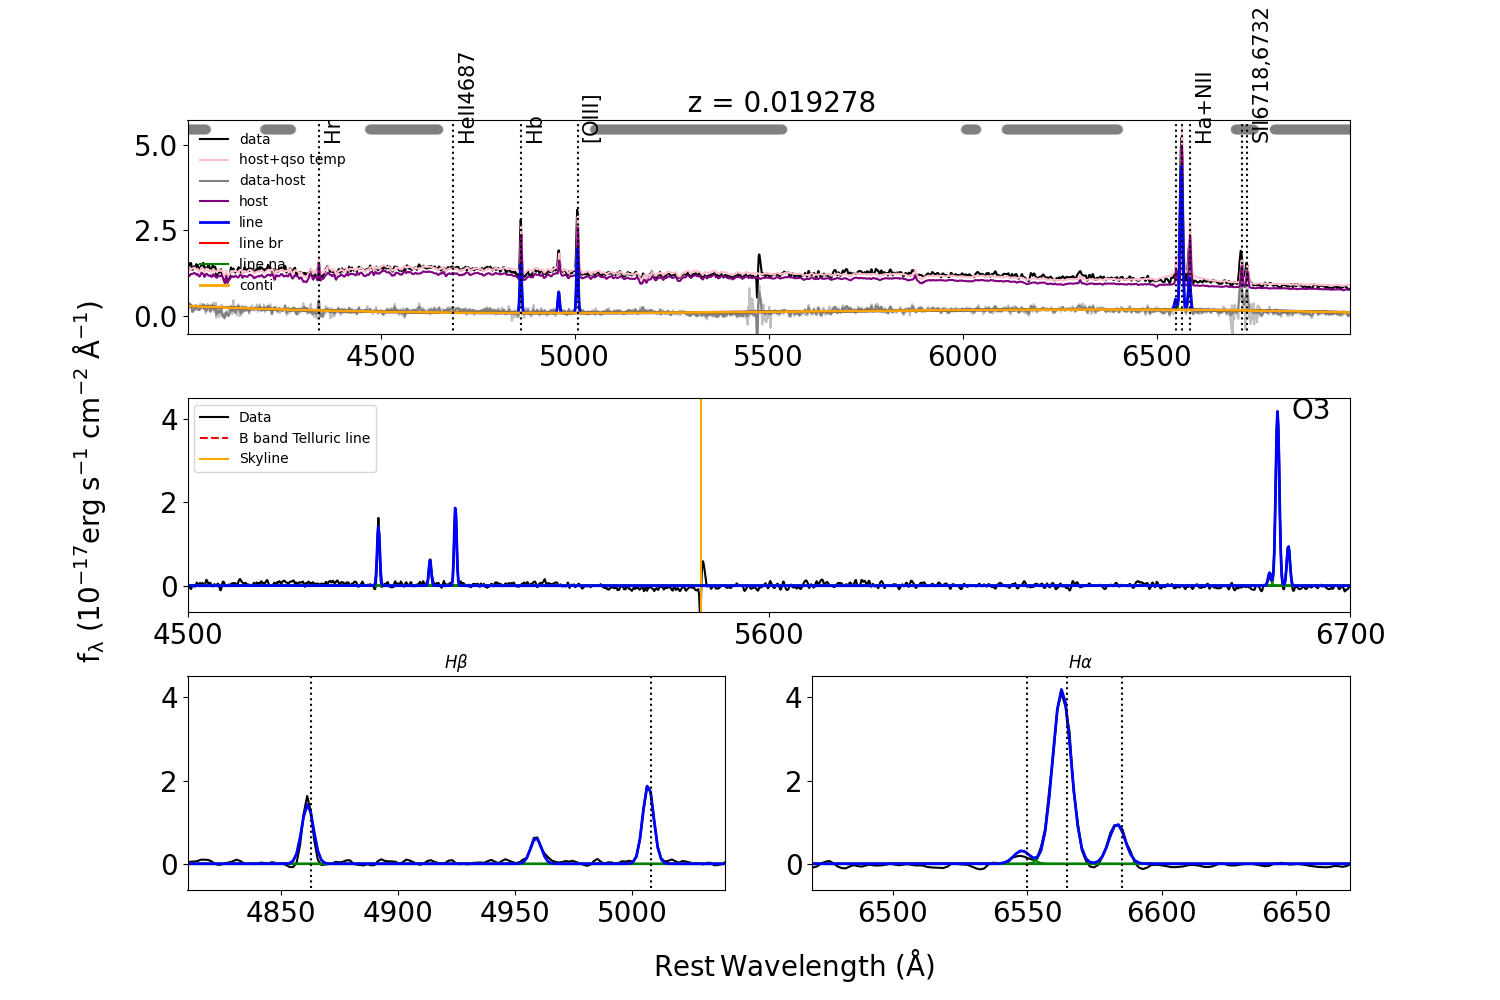 z = 0.019278
Hr
HeII4687
Hb
[OIII]
Ha+NII
SII6718,6732
data
host+qso temp
data-host
host
line
line br
line na
conti
5.0
2.5
0.0
4500 5000 5500 6000 6500
Data
B band Telluric line
Skyline
O3
4
2
0
4500 5600 6700
fλ (10⁻¹⁷erg s⁻¹ cm⁻² Å⁻¹)
Hβ
4
2
0
4850 4900 4950 5000
Hα
4
2
0
6500 6550 6600 6650
Rest Wavelength (Å)